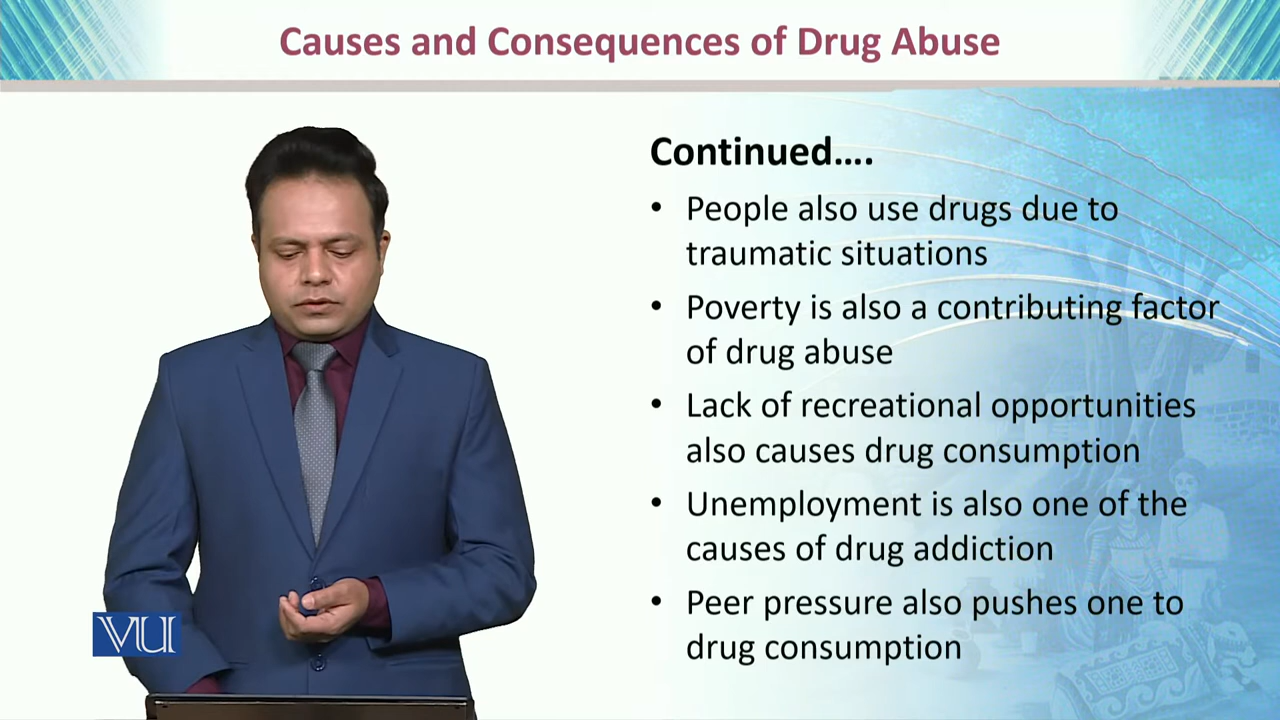 Causes and Consequences of Drug Abuse
Continued....
• People also use drugs due to
traumatic situations
• Poverty is also a contributing factor
of drug abuse
• Lack of recreational opportunities
also causes drug consumption
• Unemployment is also one of the
causes of drug addiction
• Peer pressure also pushes one to
drug consumption
VU